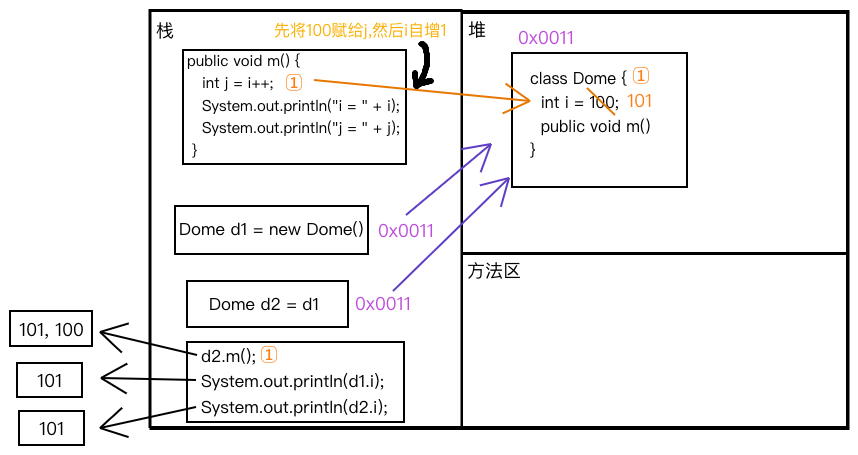 栈
先将100赋给j,然后i自增1
public void m() {
int j = i++; 1
System.out.println("i = " + i);
System.out.println("j = " + j);
}
堆
0x0011
class Dome { 1
int i = 100; 101
public void m()
}
Dome d1 = new Dome()
0x0011
Dome d2 = d1
0x0011
方法区
d2.m(); 1
System.out.println(d1.i);
System.out.println(d2.i);
101, 100
101
101